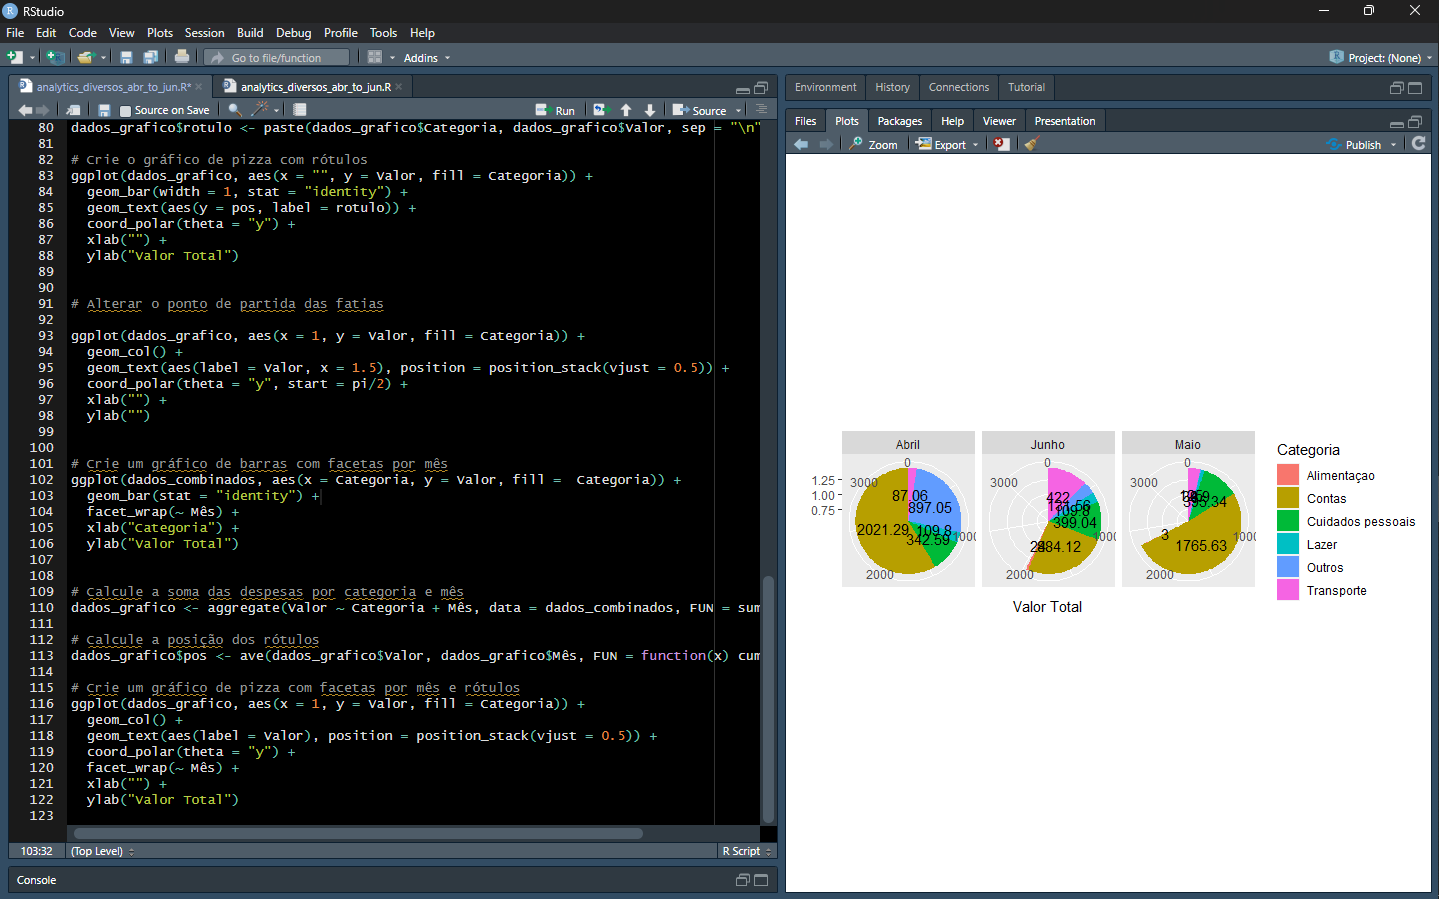 RStudio
File Edit Code View Plots Session Build Debug Profile Tools Help
Go to file/function Addins Project: (None)
analytics_diversos_abr_to_jun.R* analytics_diversos_abr_to_jun.R
Source on Save Run Source
80 dados_grafico$rotulo <- paste(dados_grafico$Categoria, dados_grafico$Valor, sep = "\n"
81
82 # Crie o gráfico de pizza com rótulos
83 ggplot(dados_grafico, aes(x = "", y = Valor, fill = Categoria)) +
84 geom_bar(width = 1, stat = "identity") +
85 geom_text(aes(y = pos, label = rotulo)) +
86 coord_polar(theta = "y") +
87 xlab("") +
88 ylab("Valor Total")
89
90
91 # Alterar o ponto de partida das fatias
92
93 ggplot(dados_grafico, aes(x = 1, y = Valor, fill = Categoria)) +
94 geom_col() +
95 geom_text(aes(label = Valor, x = 1.5), position = position_stack(vjust = 0.5)) +
96 coord_polar(theta = "y", start = pi/2) +
97 xlab("") +
98 ylab("")
99
100
101 # Crie um gráfico de barras com facetas por mês
102 ggplot(dados_combinados, aes(x = Categoria, y = Valor, fill = Categoria)) +
103 geom_bar(stat = "identity") +
104 facet_wrap(~ Mês) +
105 xlab("Categoria") +
106 ylab("Valor Total")
107
108
109 # Calcule a soma das despesas por categoria e mês
110 dados_grafico <- aggregate(Valor ~ Categoria + Mês, data = dados_combinados, FUN = sum
111
112 # Calcule a posição dos rótulos
113 dados_grafico$pos <- ave(dados_grafico$Valor, dados_grafico$Mês, FUN = function(x) cum
114
115 # Crie um gráfico de pizza com facetas por mês e rótulos
116 ggplot(dados_grafico, aes(x = 1, y = Valor, fill = Categoria)) +
117 geom_col() +
118 geom_text(aes(label = Valor), position = position_stack(vjust = 0.5)) +
119 coord_polar(theta = "y") +
120 facet_wrap(~ Mês) +
121 xlab("") +
122 ylab("Valor Total")
123
103:32 (Top Level) R Script
Console
Environment History Connections Tutorial
Files Plots Packages Help Viewer Presentation
Zoom Export Publish
Abril Junho Maio
0 0 0
3000 3000 3000
1.25
1.00
0.75
87.06
897.05
2021.29 109.8
342.59
1000
2000
422
131.56
109.8
399.04
1000
2000
395.34
3
1765.63
1000
2000
Valor Total
Categoria
Alimentaçao
Contas
Cuidados pessoais
Lazer
Outros
Transporte